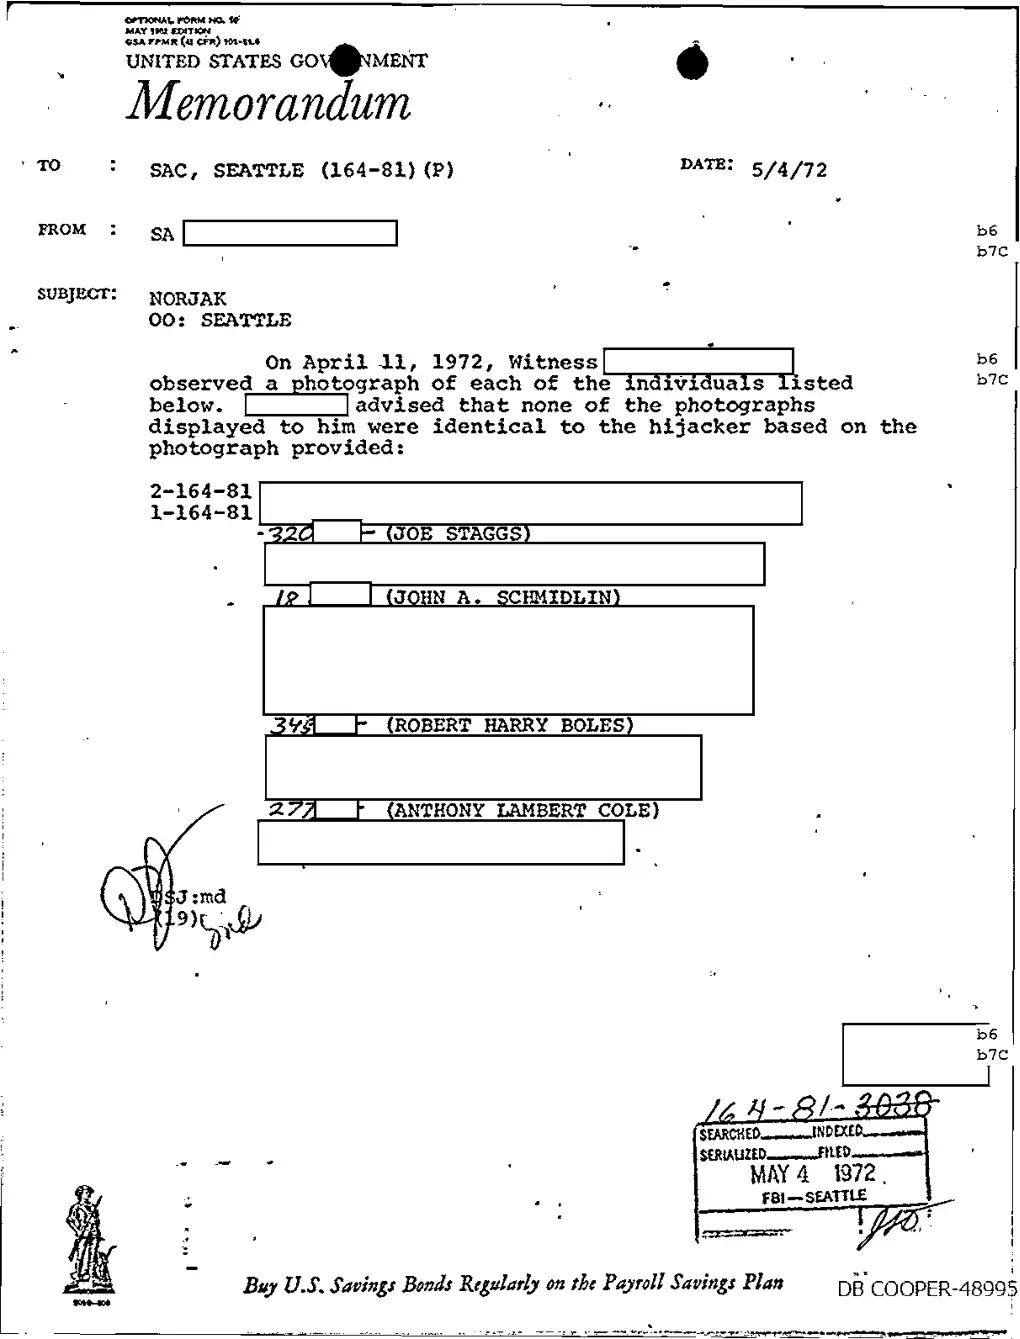 OPTIONAL FORM NO. 10
MAY 1962 EDITION
GSA FPMR (41 CFR) 101-11.6
UNITED STATES GOV NMENT
Memorandum
TO : SAC, SEATTLE (164-81)(P) DATE: 5/4/72
FROM : SA b6
b7C
SUBJECT: NORJAK
OO: SEATTLE
On April 11, 1972, Witness b6
observed a photograph of each of the individuals listed b7C
below. advised that none of the photographs
displayed to him were identical to the hijacker based on the
photograph provided:
2-164-81
1-164-81
-320 - (JOE STAGGS)
18 (JOHN A. SCHMIDLIN)
345 - (ROBERT HARRY BOLES)
277 - (ANTHONY LAMBERT COLE)
DSJ:md
(19)
b6
b7C
164-81-3038
SEARCHED INDEXED
SERIALIZED FILED
MAY 4 1972
FBI-SEATTLE
Buy U.S. Savings Bonds Regularly on the Payroll Savings Plan
DB COOPER-48995